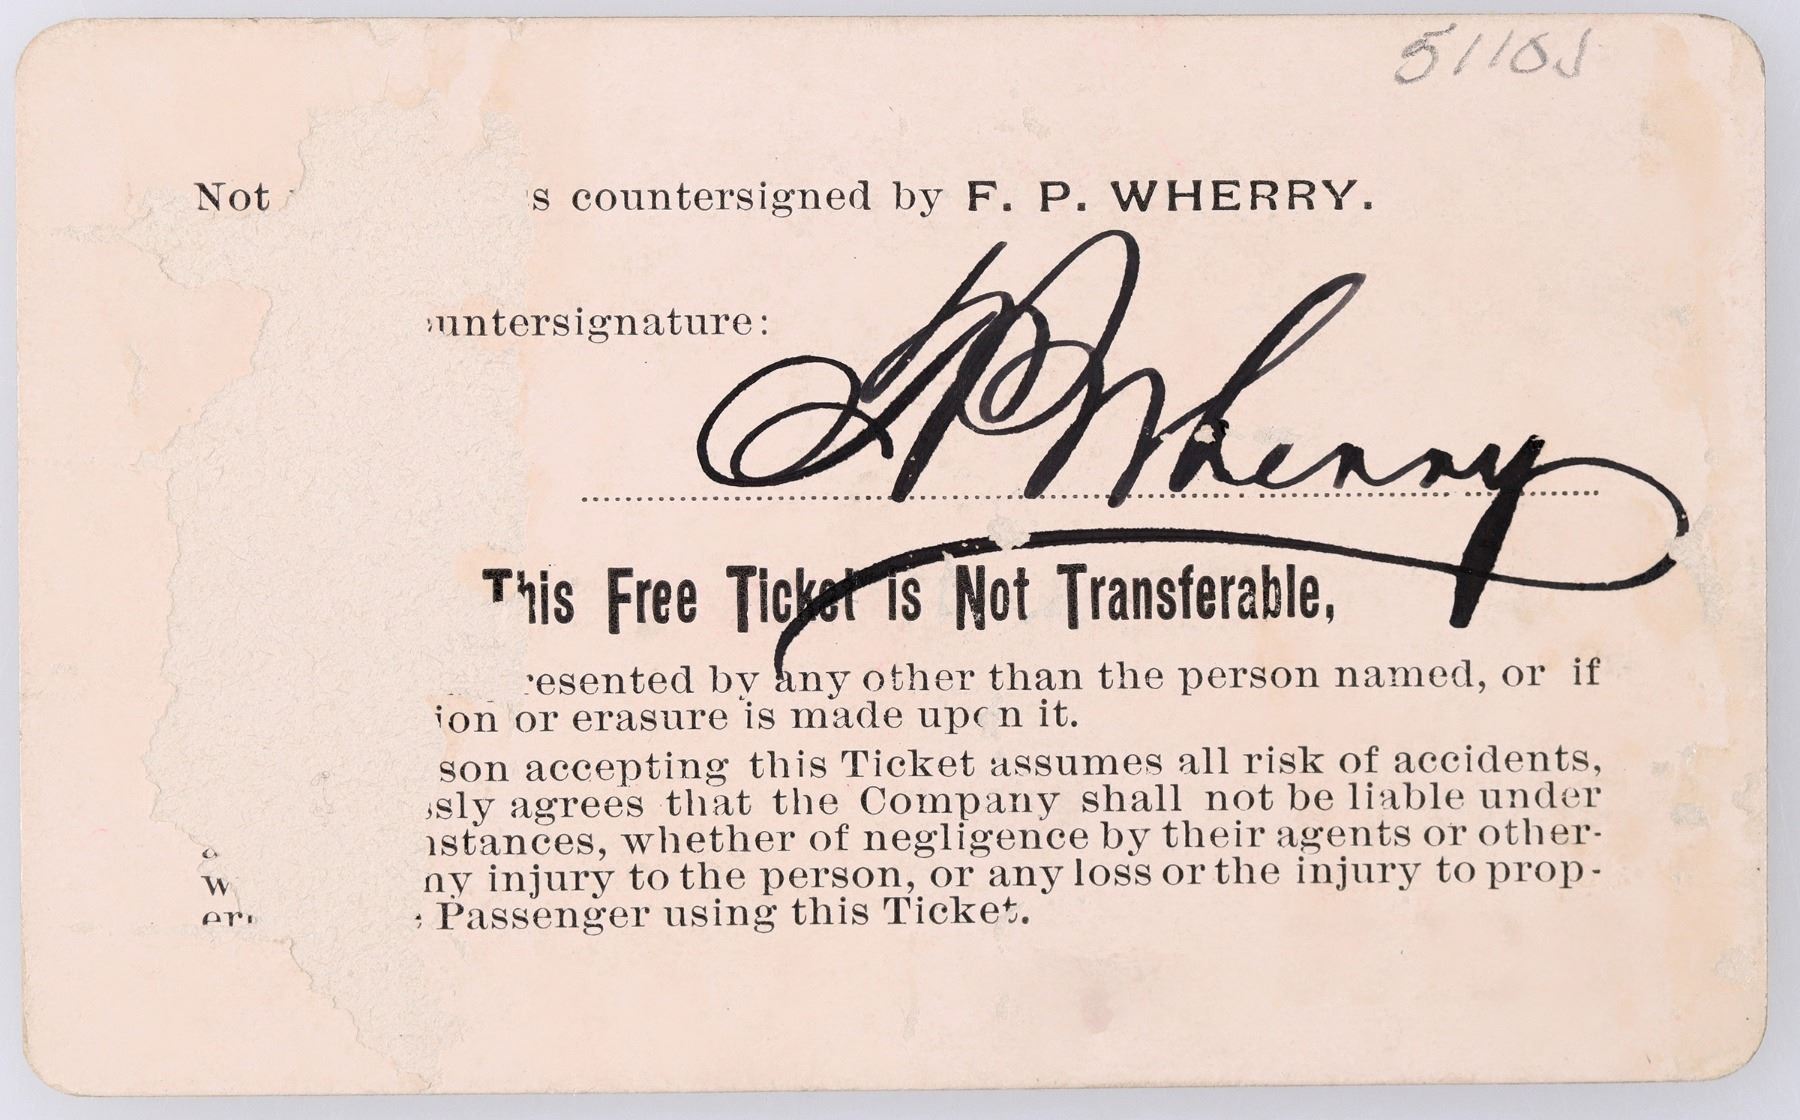 5110J
Not countersigned by F. P. WHERRY.
untersignature:
F P Wherry
This Free Ticket is Not Transferable,
resented by any other than the person named, or if
ion or erasure is made upon it.
son accepting this Ticket assumes all risk of accidents,
sly agrees that the Company shall not be liable under
nstances, whether of negligence by their agents or other-
w ny injury to the person, or any loss or the injury to prop-
er Passenger using this Ticket.